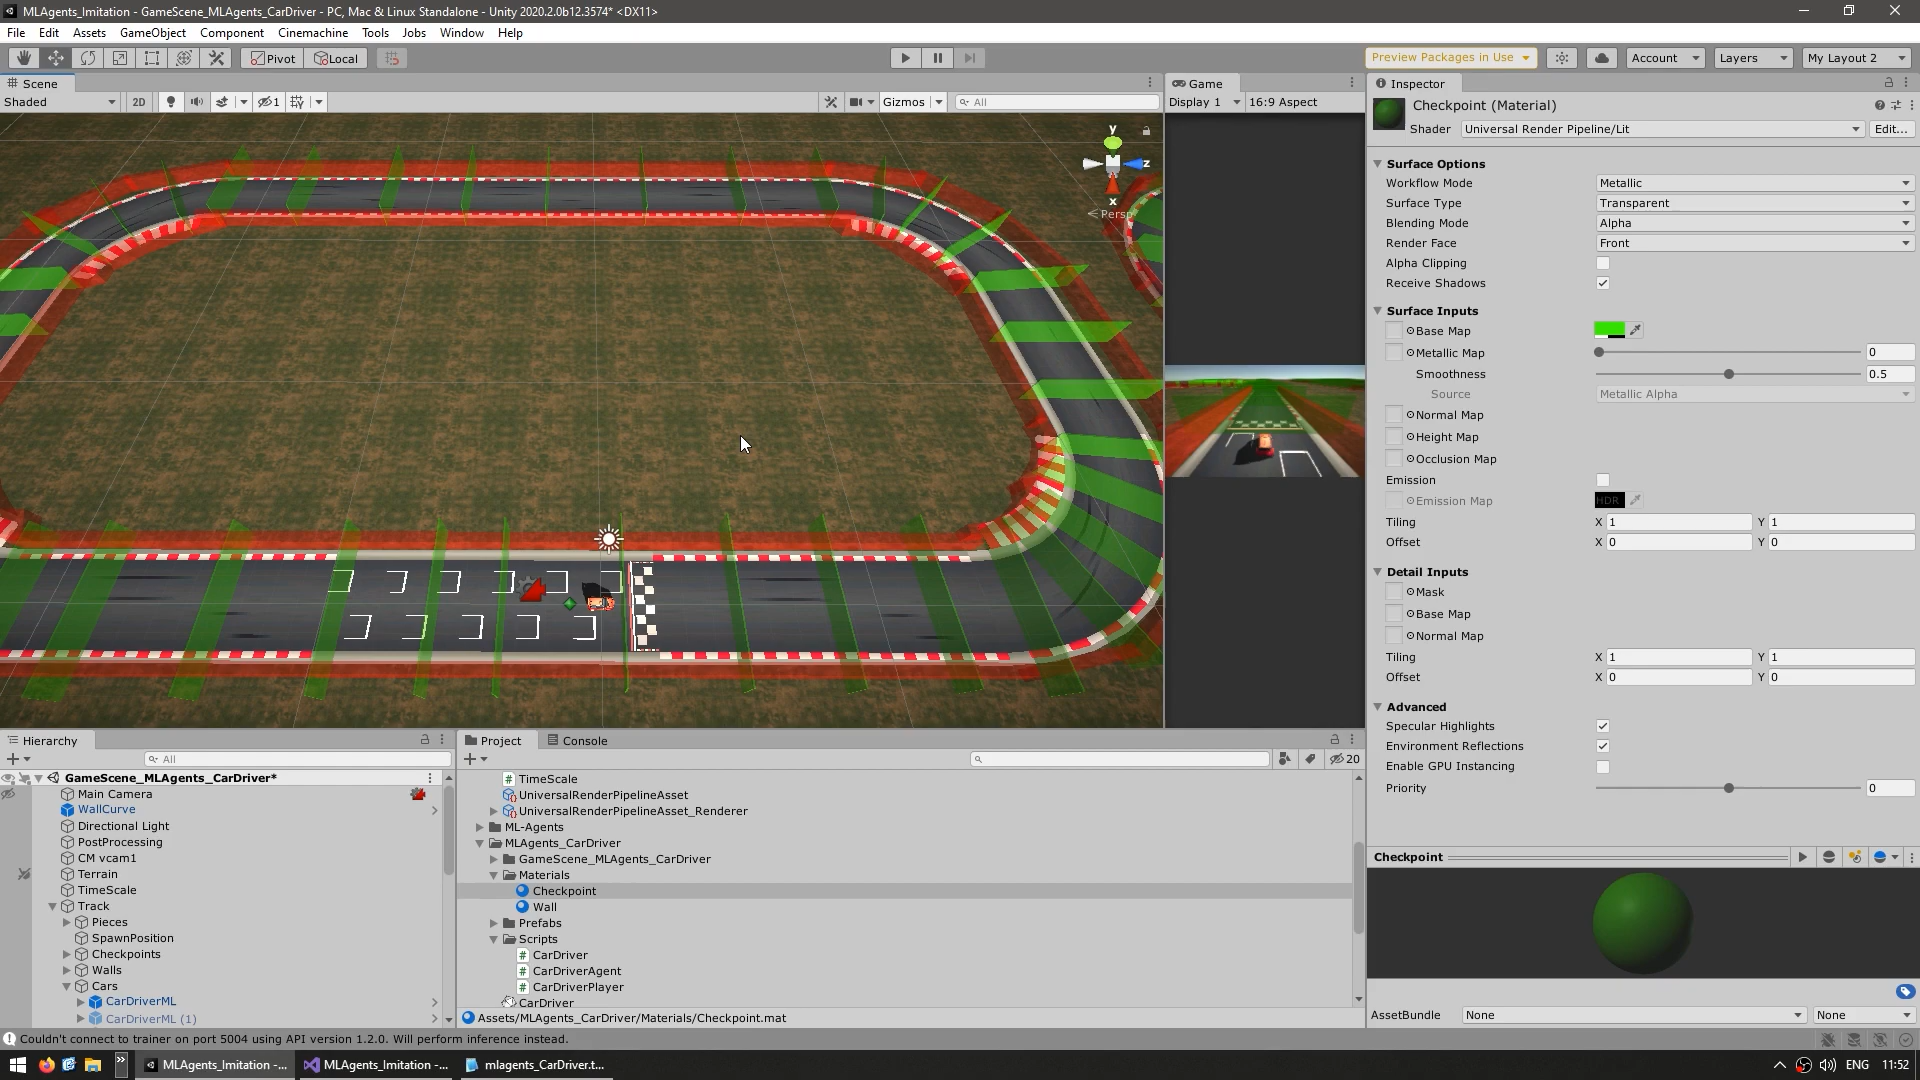 MLAgents_Imitation - GameScene_MLAgents_CarDriver - PC, Mac & Linux Standalone - Unity 2020.2.0b12.3574* <DX11>
File Edit Assets GameObject Component Cinemachine Tools Jobs Window Help
Pivot Local Preview Packages in Use Account Layers My Layout 2
Scene
Shaded 2D 1 Gizmos All
Game
Display 1 16:9 Aspect
y
z
x
Persp
Inspector
Checkpoint (Material)
Shader Universal Render Pipeline/Lit Edit...
Surface Options
Workflow Mode Metallic
Surface Type Transparent
Blending Mode Alpha
Render Face Front
Alpha Clipping
Receive Shadows
Surface Inputs
Base Map
Metallic Map 0
Smoothness 0.5
Source Metallic Alpha
Normal Map
Height Map
Occlusion Map
Emission
Emission Map HDR
Tiling X 1 Y 1
Offset X 0 Y 0
Detail Inputs
Mask
Base Map
Normal Map
Tiling X 1 Y 1
Offset X 0 Y 0
Advanced
Specular Highlights
Environment Reflections
Enable GPU Instancing
Priority 0
Checkpoint
AssetBundle None None
Hierarchy
All
GameScene_MLAgents_CarDriver*
Main Camera
WallCurve
Directional Light
PostProcessing
CM vcam1
Terrain
TimeScale
Track
Pieces
SpawnPosition
Checkpoints
Walls
Cars
CarDriverML
CarDriverML (1)
Project Console
20
TimeScale
UniversalRenderPipelineAsset
UniversalRenderPipelineAsset_Renderer
ML-Agents
MLAgents_CarDriver
GameScene_MLAgents_CarDriver
Materials
Checkpoint
Wall
Prefabs
Scripts
CarDriver
CarDriverAgent
CarDriverPlayer
CarDriver
Assets/MLAgents_CarDriver/Materials/Checkpoint.mat
Couldn't connect to trainer on port 5004 using API version 1.2.0. Will perform inference instead.
MLAgents_Imitation -... MLAgents_Imitation -... mlagents_CarDriver.t... ENG 11:52